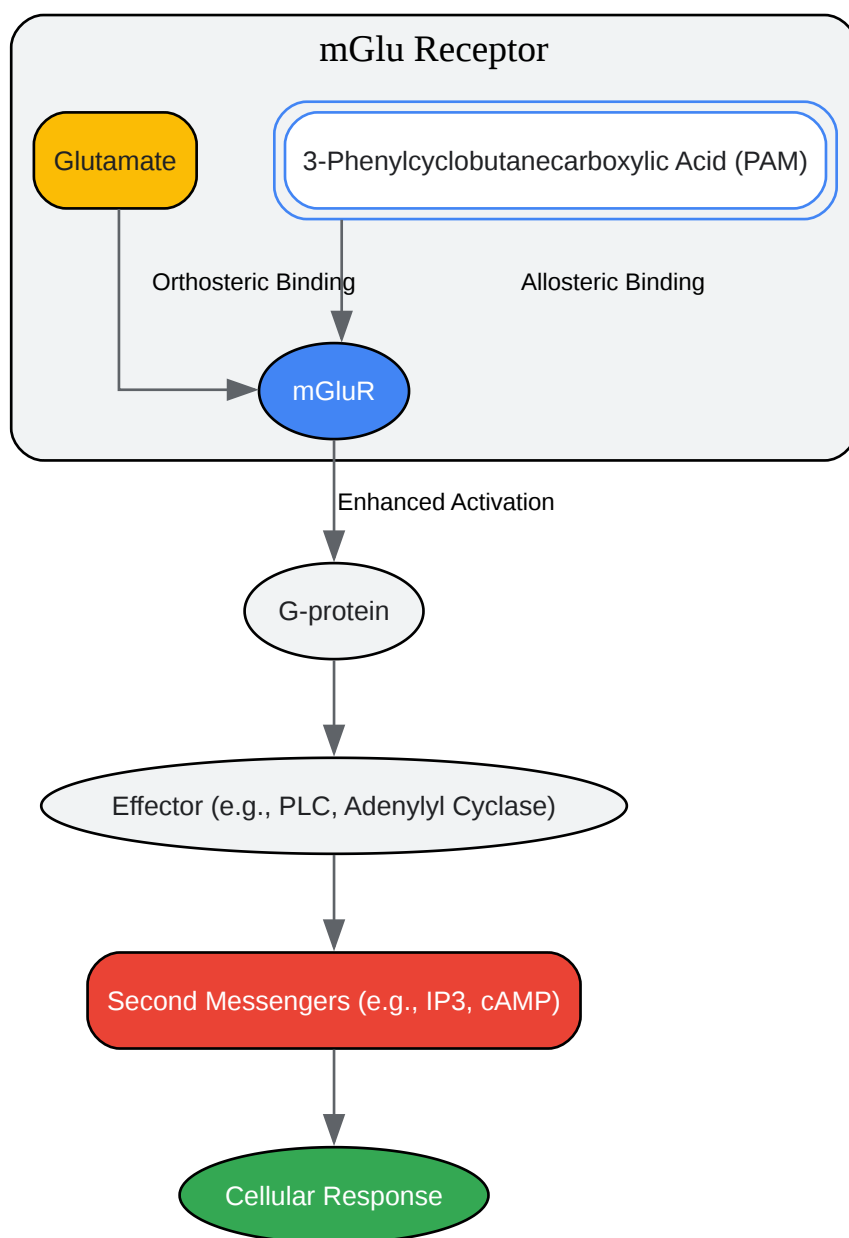 mGlu Receptor
Glutamate
3-Phenylcyclobutanecarboxylic Acid (PAM)
Orthosteric Binding
Allosteric Binding
mGluR
Enhanced Activation
G-protein
Effector (e.g., PLC, Adenylyl Cyclase)
Second Messengers (e.g., IP3, cAMP)
Cellular Response